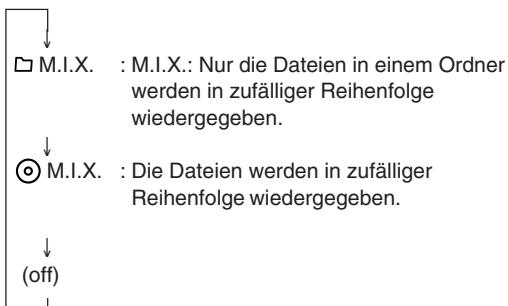 M.I.X. : M.I.X.: Nur die Dateien in einem Ordner
werden in zufälliger Reihenfolge
wiedergegeben.
M.I.X. : Die Dateien werden in zufälliger
Reihenfolge wiedergegeben.
(off)